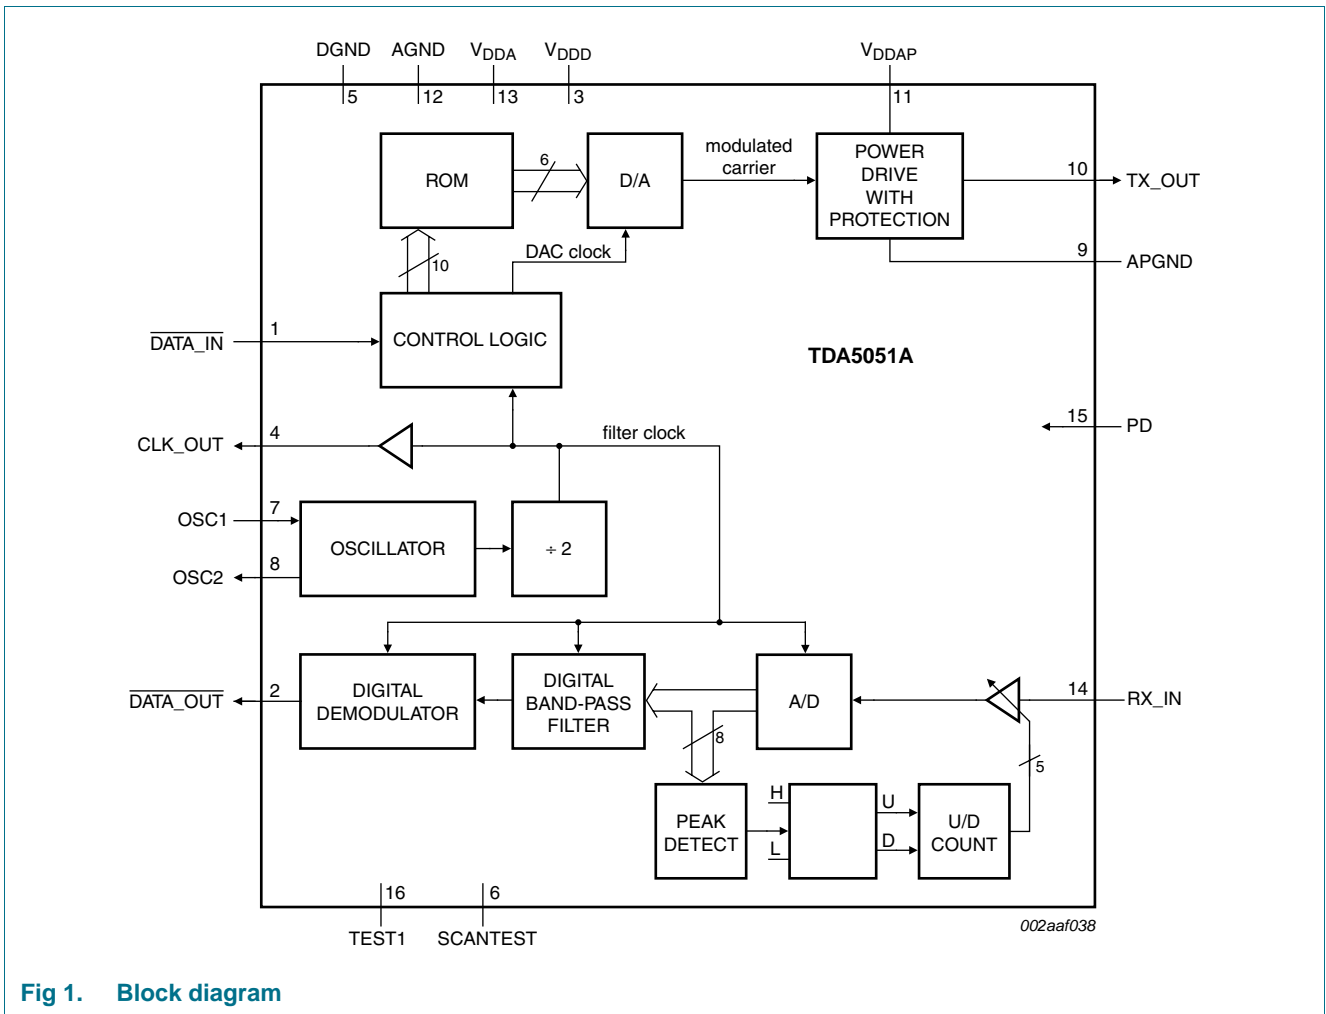 DGND AGND VDDA VDDD VDDAP
5 12 13 3 11
ROM
6
D/A
modulated
carrier
POWER
DRIVE
WITH
PROTECTION
10
TX_OUT
10
DAC clock
9
APGND
DATA_IN
1
CONTROL LOGIC
TDA5051A
15
PD
CLK_OUT
4
filter clock
OSC1
7
OSCILLATOR
÷ 2
OSC2
8
DATA_OUT
2
DIGITAL
DEMODULATOR
DIGITAL
BAND-PASS
FILTER
A/D
14
RX_IN
8
5
PEAK
DETECT
H
L
U
D
U/D
COUNT
16 6
TEST1 SCANTEST
002aaf038
Fig 1. Block diagram